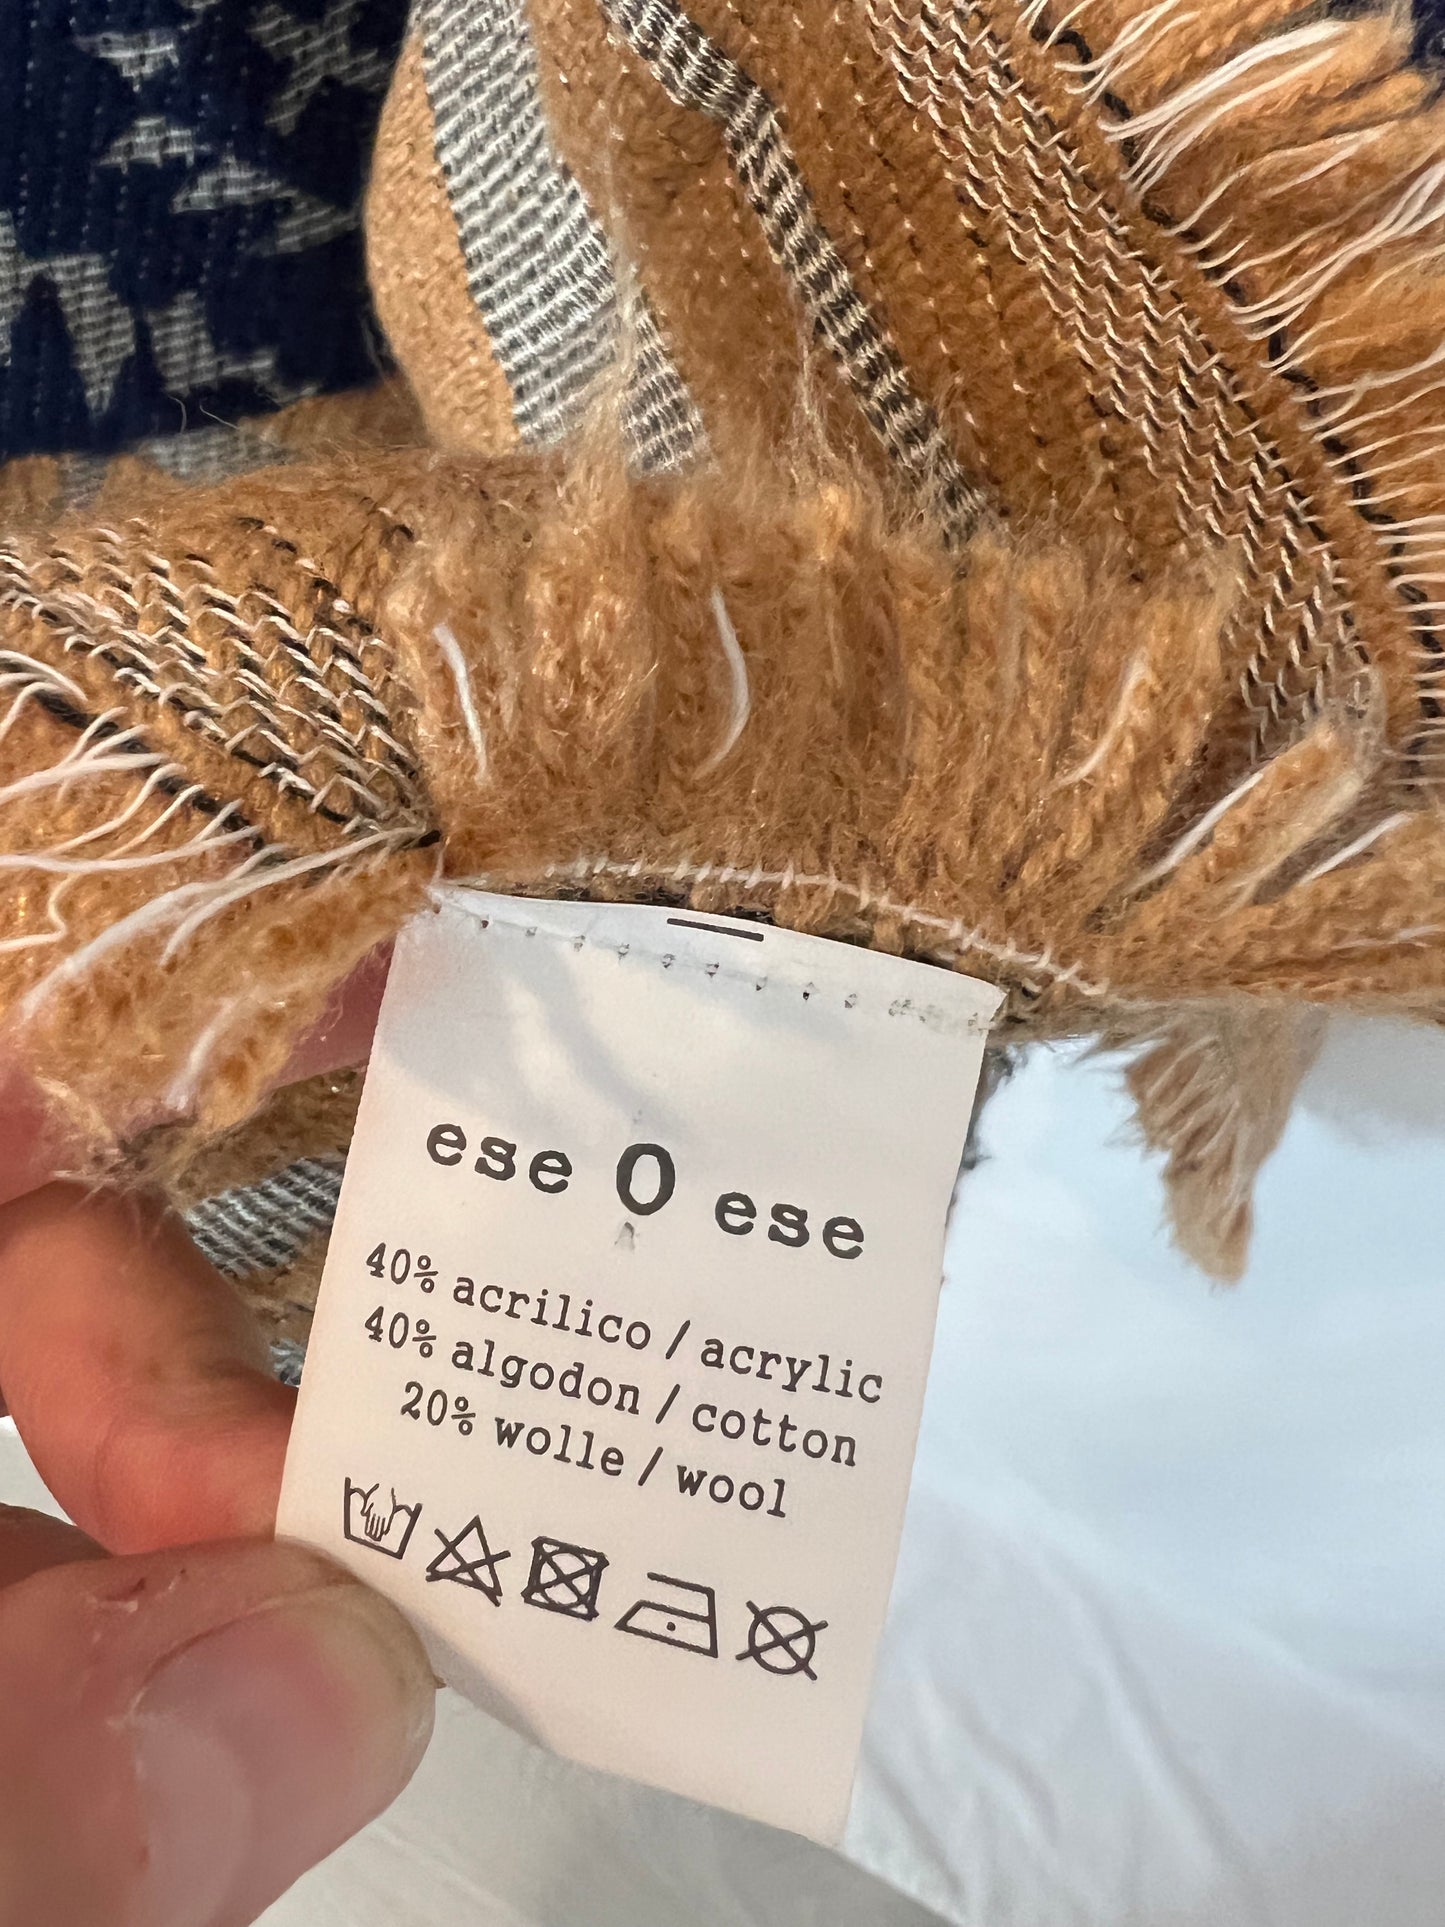 ese O ese
40% acrilico / acrylic
40% algodon / cotton
20% wolle / wool